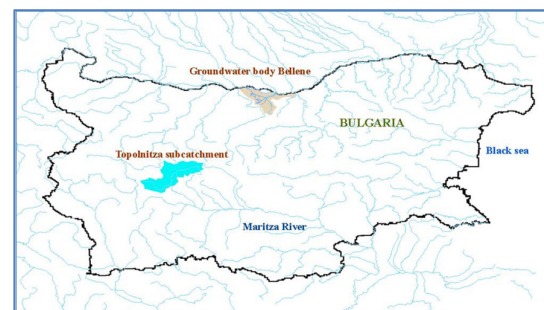 Groundwater body Bellene
BULGARIA
Black sea
Topolnitza subcatchment
Maritza River